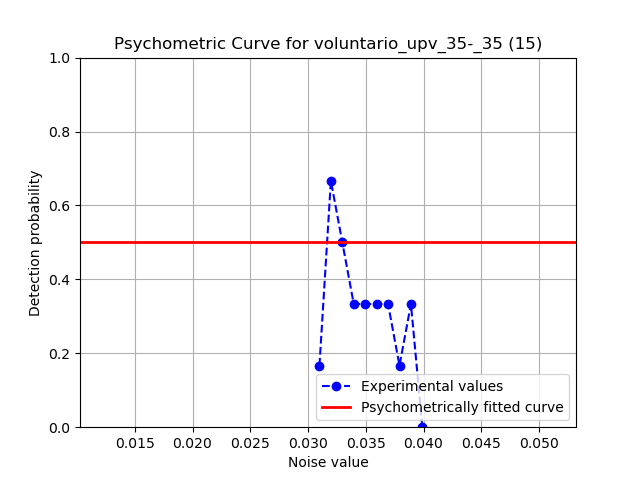 Psychometric Curve for voluntario_upv_35-_35 (15)
1.0
0.8
0.6
0.4
0.2
0.0
Detection probability
Experimental values
Psychometrically fitted curve
0.015 0.020 0.025 0.030 0.035 0.040 0.045 0.050
Noise value